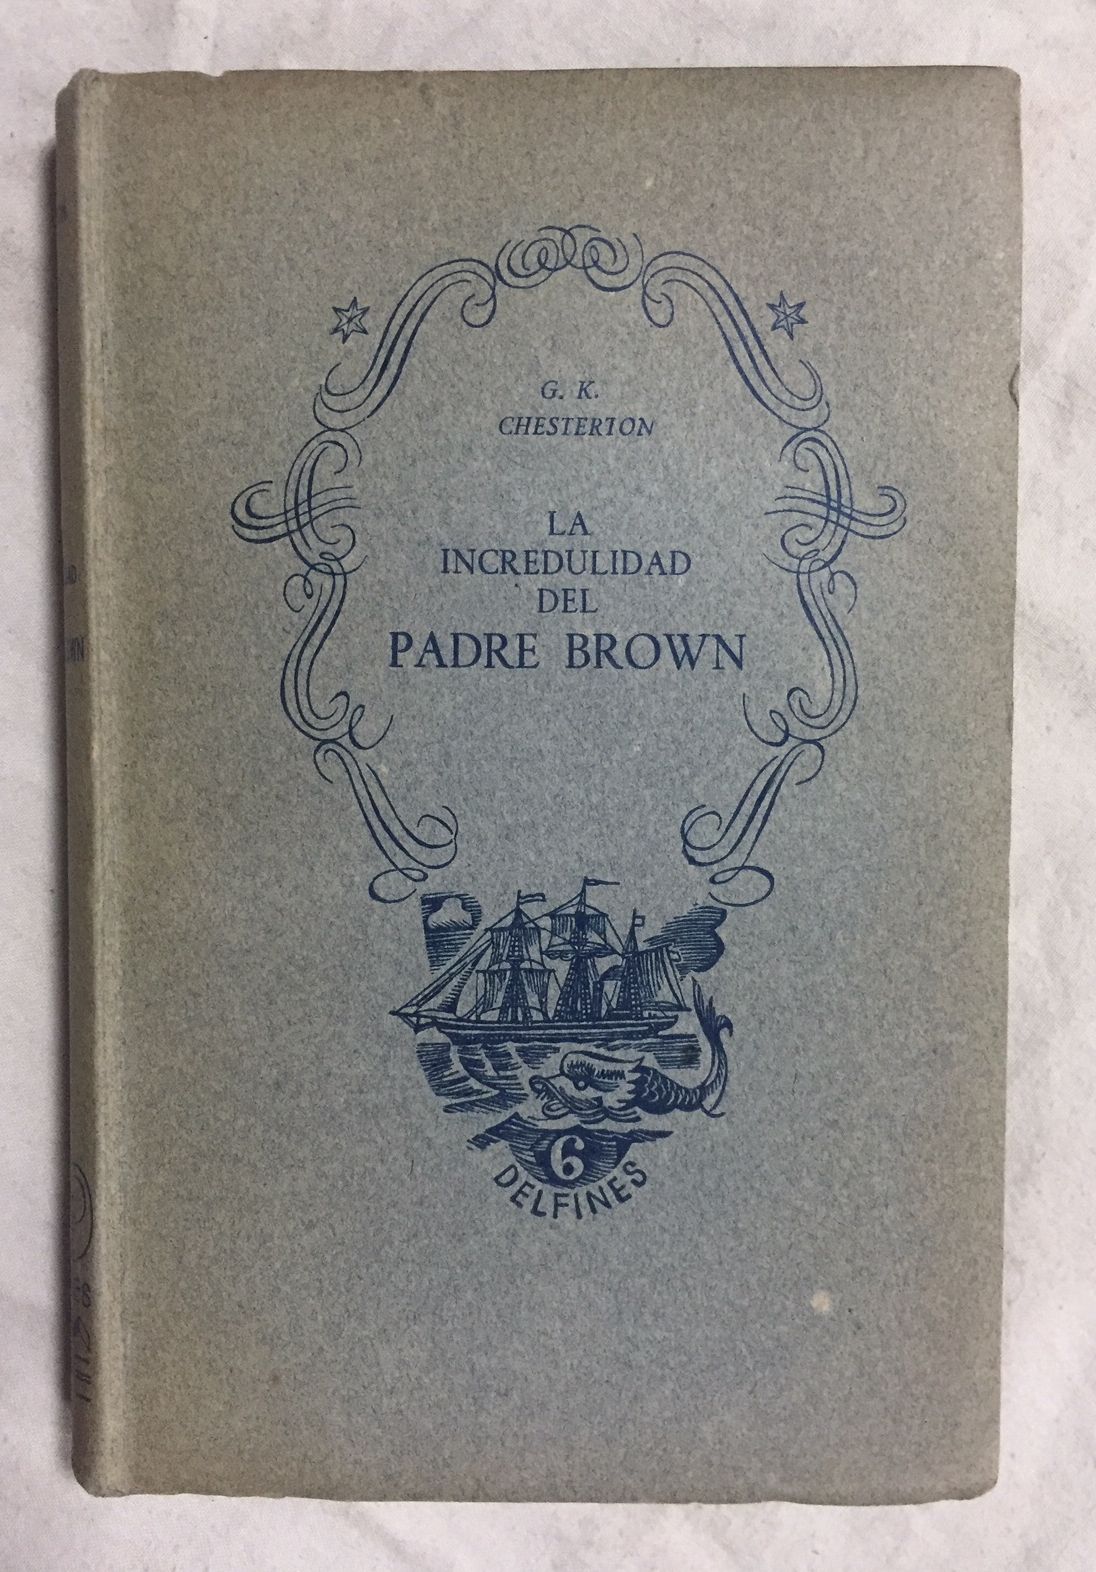 G. K.
CHESTERTON
LA
INCREDULIDAD
DEL
PADRE BROWN
6
DELFINES